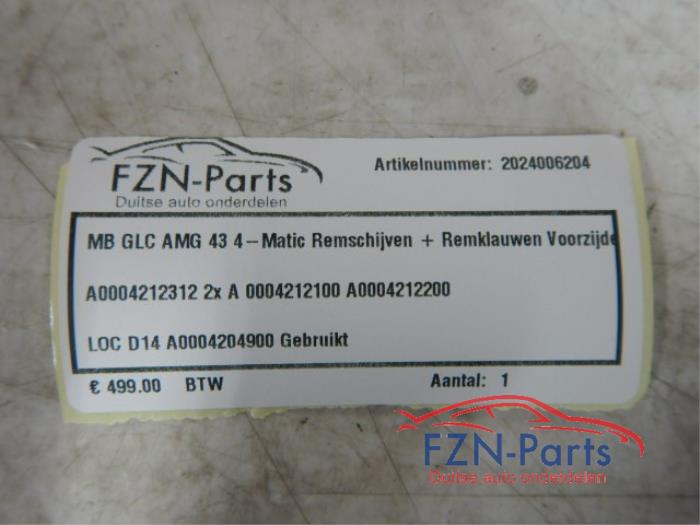 FZN-Parts
Duitse auto onderdelen
Artikelnummer: 2024006204
MB GLC AMG 43 4-Matic Remschijven + Remklauwen Voorzijde
A0004212312 2x A 0004212100 A0004212200
LOC D14 A0004204900 Gebruikt
€ 499.00 BTW
Aantal: 1
FZN-Parts
Duitse auto onderdelen